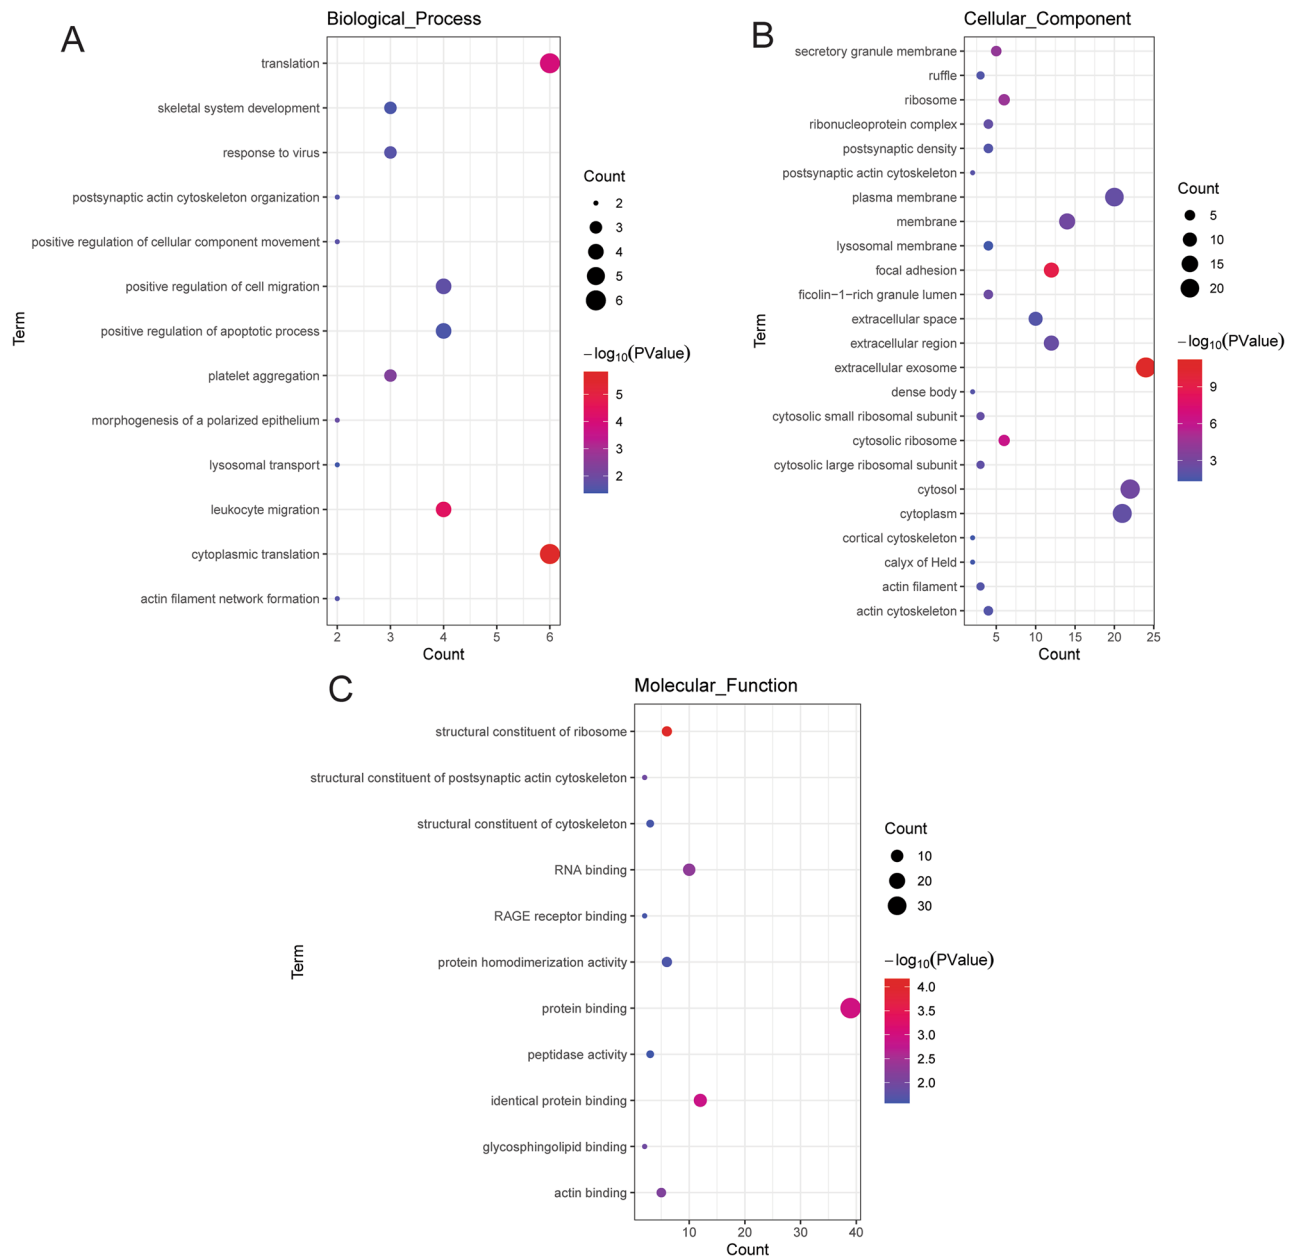 A
Biological_Process
translation
skeletal system development
response to virus
postsynaptic actin cytoskeleton organization
positive regulation of cellular component movement
positive regulation of cell migration
positive regulation of apoptotic process
platelet aggregation
morphogenesis of a polarized epithelium
lysosomal transport
leukocyte migration
cytoplasmic translation
actin filament network formation
Term
2 3 4 5 6
Count
Count
2
3
4
5
6
−log10(PValue)
5
4
3
2
B
Cellular_Component
secretory granule membrane
ruffle
ribosome
ribonucleoprotein complex
postsynaptic density
postsynaptic actin cytoskeleton
plasma membrane
membrane
lysosomal membrane
focal adhesion
ficolin−1−rich granule lumen
extracellular space
extracellular region
extracellular exosome
dense body
cytosolic small ribosomal subunit
cytosolic ribosome
cytosolic large ribosomal subunit
cytosol
cytoplasm
cortical cytoskeleton
calyx of Held
actin filament
actin cytoskeleton
Term
5 10 15 20 25
Count
Count
5
10
15
20
−log10(PValue)
9
6
3
C
Molecular_Function
structural constituent of ribosome
structural constituent of postsynaptic actin cytoskeleton
structural constituent of cytoskeleton
RNA binding
RAGE receptor binding
protein homodimerization activity
protein binding
peptidase activity
identical protein binding
glycosphingolipid binding
actin binding
Term
10 20 30 40
Count
Count
10
20
30
−log10(PValue)
4.0
3.5
3.0
2.5
2.0